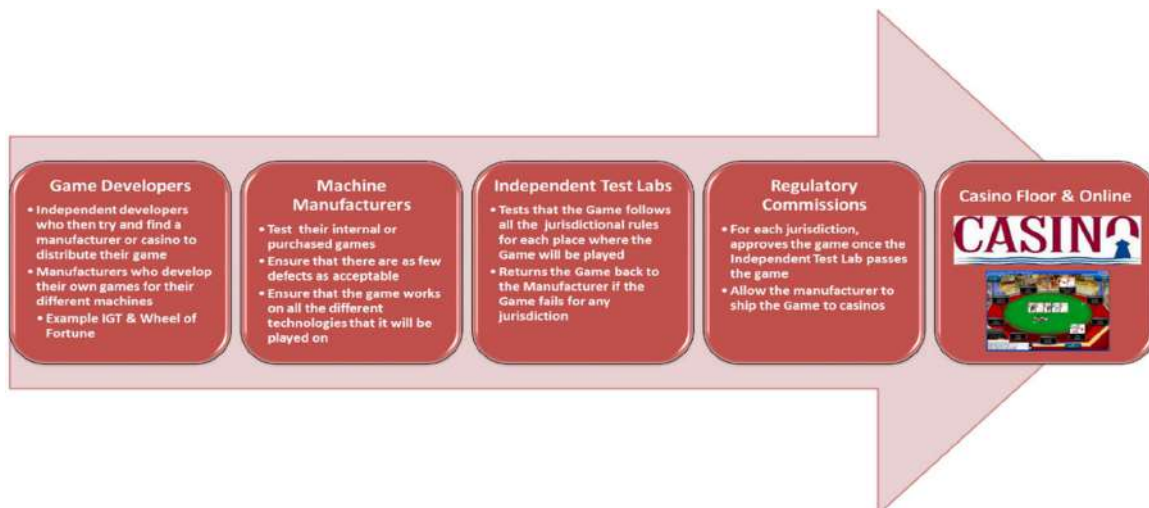 Game Developers
• Independent developers
who then try and find a
manufacturer or casino to
distribute their game
• Manufacturers who develop
their own games for their
different machines
• Example IGT & Wheel of
Fortune
Machine
Manufacturers
• Test their internal or
purchased games
• Ensure that there are as few
defects as acceptable
• Ensure that the game works
on all the different
technologies that it will be
played on
Independent Test Labs
• Tests that the Game follows
all the jurisdictional rules
for each place where the
Game will be played
• Returns the Game back to
the Manufacturer if the
Game fails for any
jurisdiction
Regulatory
Commissions
• For each jurisdiction,
approves the game once the
Independent Test Lab passes
the game
• Allow the manufacturer to
ship the Game to casinos
Casino Floor & Online
CASINO